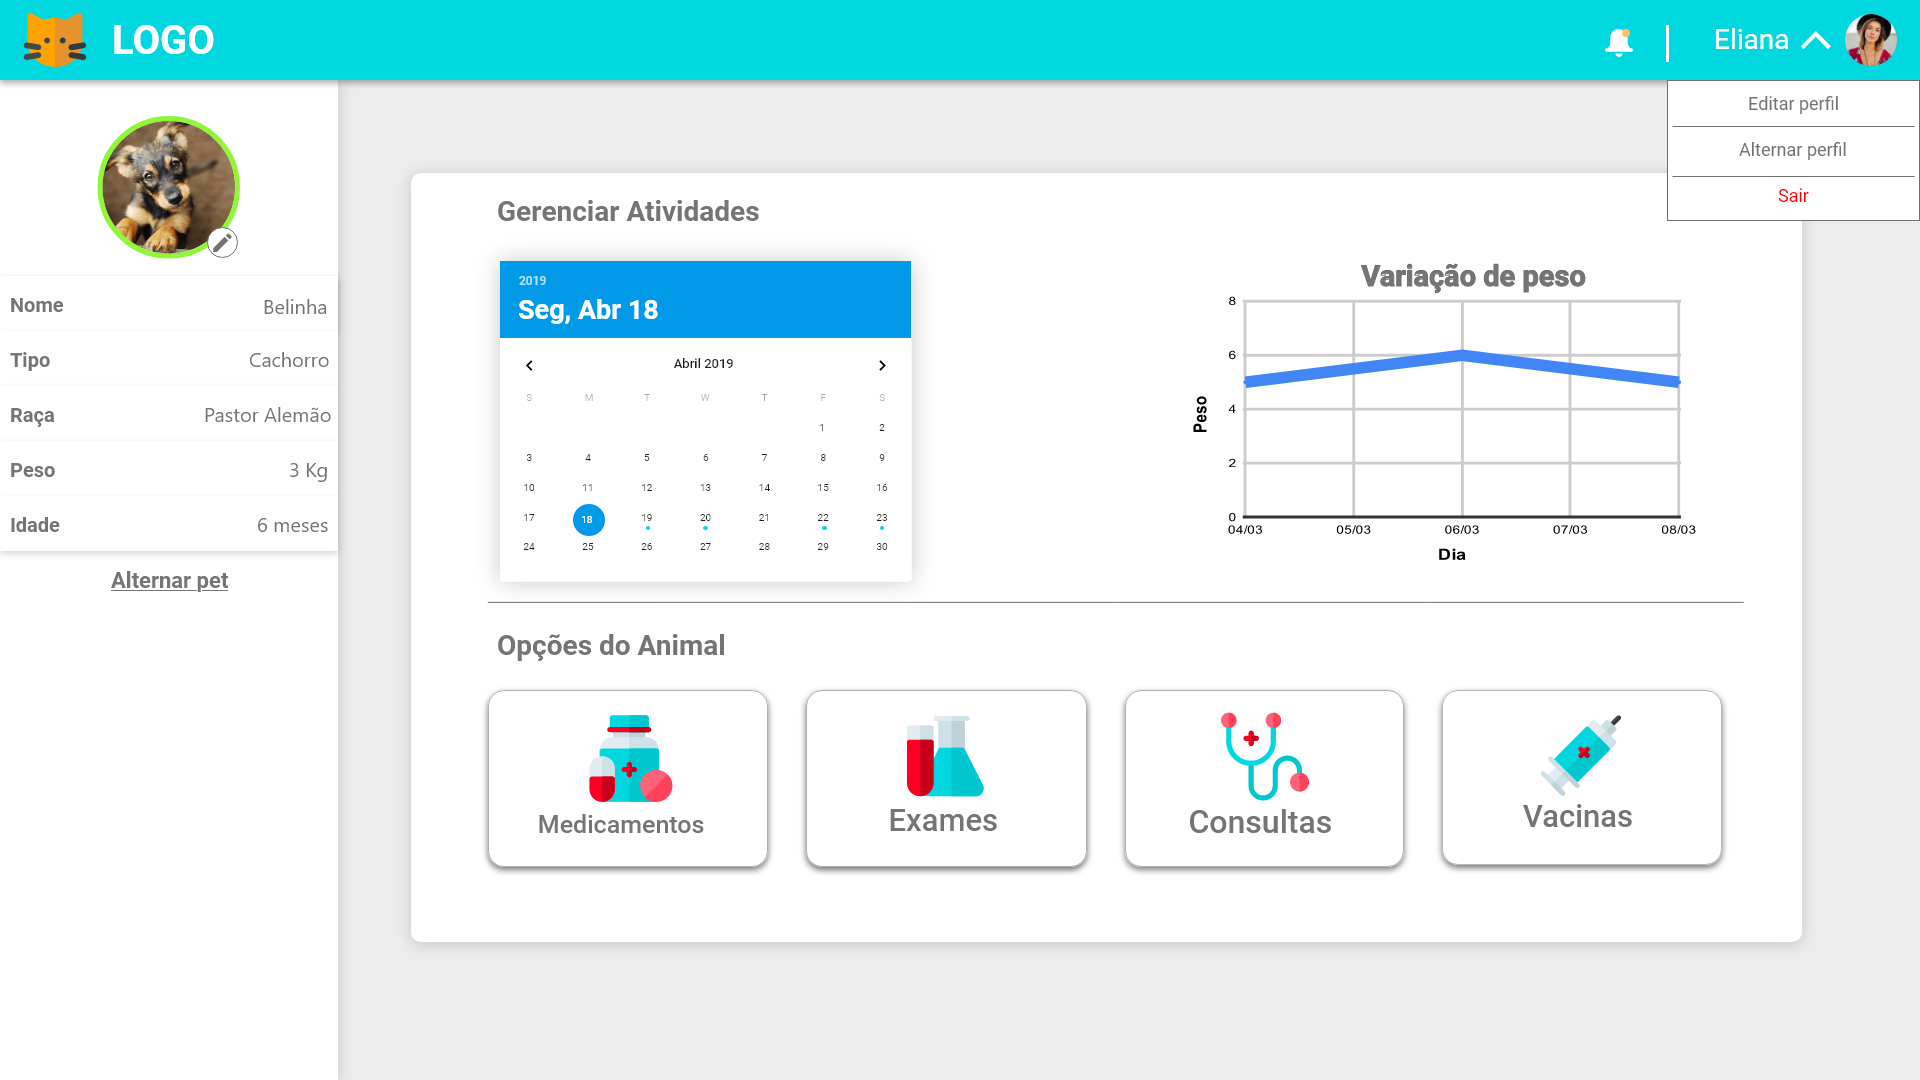 LOGO
Eliana
Editar perfil
Alternar perfil
Sair
Nome Belinha
Tipo Cachorro
Raça Pastor Alemão
Peso 3 Kg
Idade 6 meses
Alternar pet
Gerenciar Atividades
2019
Seg, Abr 18
Abril 2019
S M T W T F S
1 2
3 4 5 6 7 8 9
10 11 12 13 14 15 16
17 18 19 20 21 22 23
24 25 26 27 28 29 30
Variação de peso
8
6
4
2
0
Peso
04/03 05/03 06/03 07/03 08/03
Dia
Opções do Animal
Medicamentos
Exames
Consultas
Vacinas